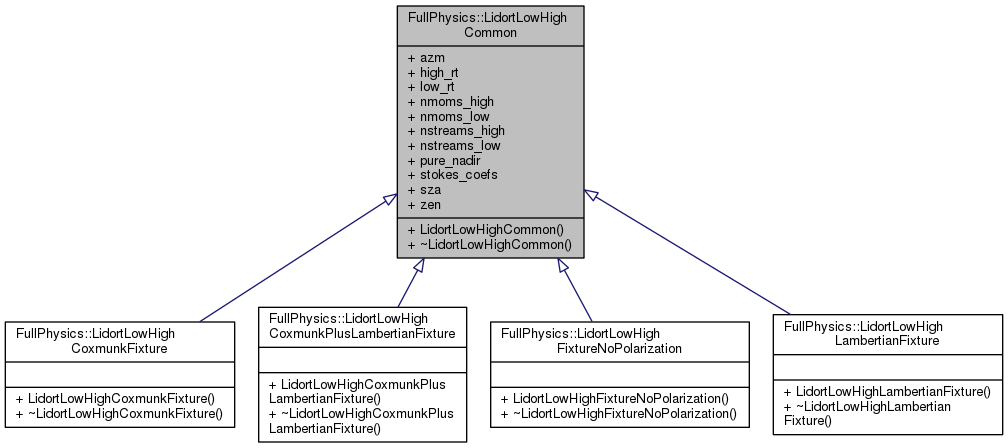 FullPhysics::LidortLowHigh
Common
+ azm
+ high_rt
+ low_rt
+ nmoms_high
+ nmoms_low
+ nstreams_high
+ nstreams_low
+ pure_nadir
+ stokes_coefs
+ sza
+ zen
+ LidortLowHighCommon()
+ ~LidortLowHighCommon()
FullPhysics::LidortLowHigh
CoxmunkFixture
+ LidortLowHighCoxmunkFixture()
+ ~LidortLowHighCoxmunkFixture()
FullPhysics::LidortLowHigh
CoxmunkPlusLambertianFixture
+ LidortLowHighCoxmunkPlus
LambertianFixture()
+ ~LidortLowHighCoxmunkPlus
LambertianFixture()
FullPhysics::LidortLowHigh
FixtureNoPolarization
+ LidortLowHighFixtureNoPolarization()
+ ~LidortLowHighFixtureNoPolarization()
FullPhysics::LidortLowHigh
LambertianFixture
+ LidortLowHighLambertianFixture()
+ ~LidortLowHighLambertian
Fixture()